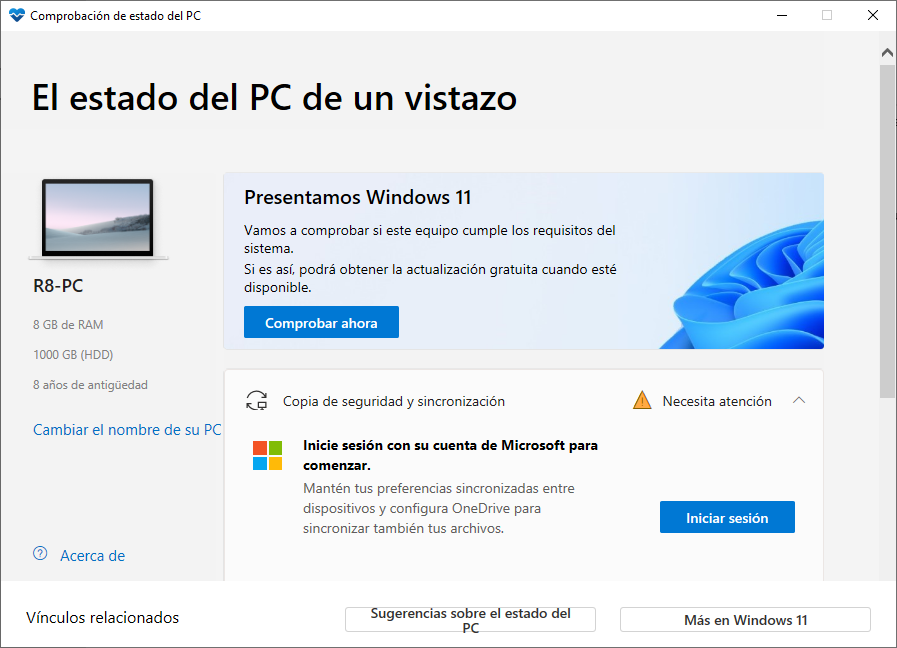 Comprobación de estado del PC
El estado del PC de un vistazo
R8-PC
8 GB de RAM
1000 GB (HDD)
8 años de antigüedad
Cambiar el nombre de su PC
Acerca de
Presentamos Windows 11
Vamos a comprobar si este equipo cumple los requisitos del
sistema.
Si es así, podrá obtener la actualización gratuita cuando esté
disponible.
Comprobar ahora
Copia de seguridad y sincronización
Necesita atención
Inicie sesión con su cuenta de Microsoft para
comenzar.
Mantén tus preferencias sincronizadas entre
dispositivos y configura OneDrive para
sincronizar también tus archivos.
Iniciar sesión
Vínculos relacionados
Sugerencias sobre el estado del
PC
Más en Windows 11